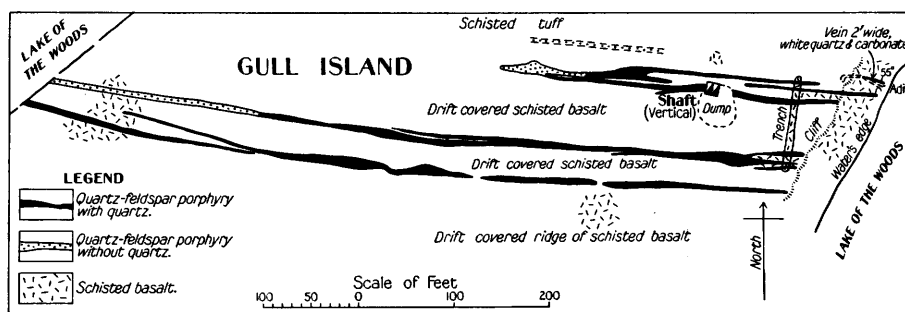 LAKE OF
THE WOODS
Schisted tuff
Vein 2' wide,
white quartz & carbonate
GULL ISLAND
55°
Adit
Drift covered schisted basalt
Shaft
(Vertical)
Dump
Trench
Cliff
Water's edge
LAKE OF THE WOODS
Drift covered schisted basalt
LEGEND
Quartz-feldspar porphyry
with quartz.
Drift covered ridge of schisted basalt
Quartz-feldspar porphyry
without quartz.
North
Schisted basalt.
Scale of Feet
100 50 0 100 200